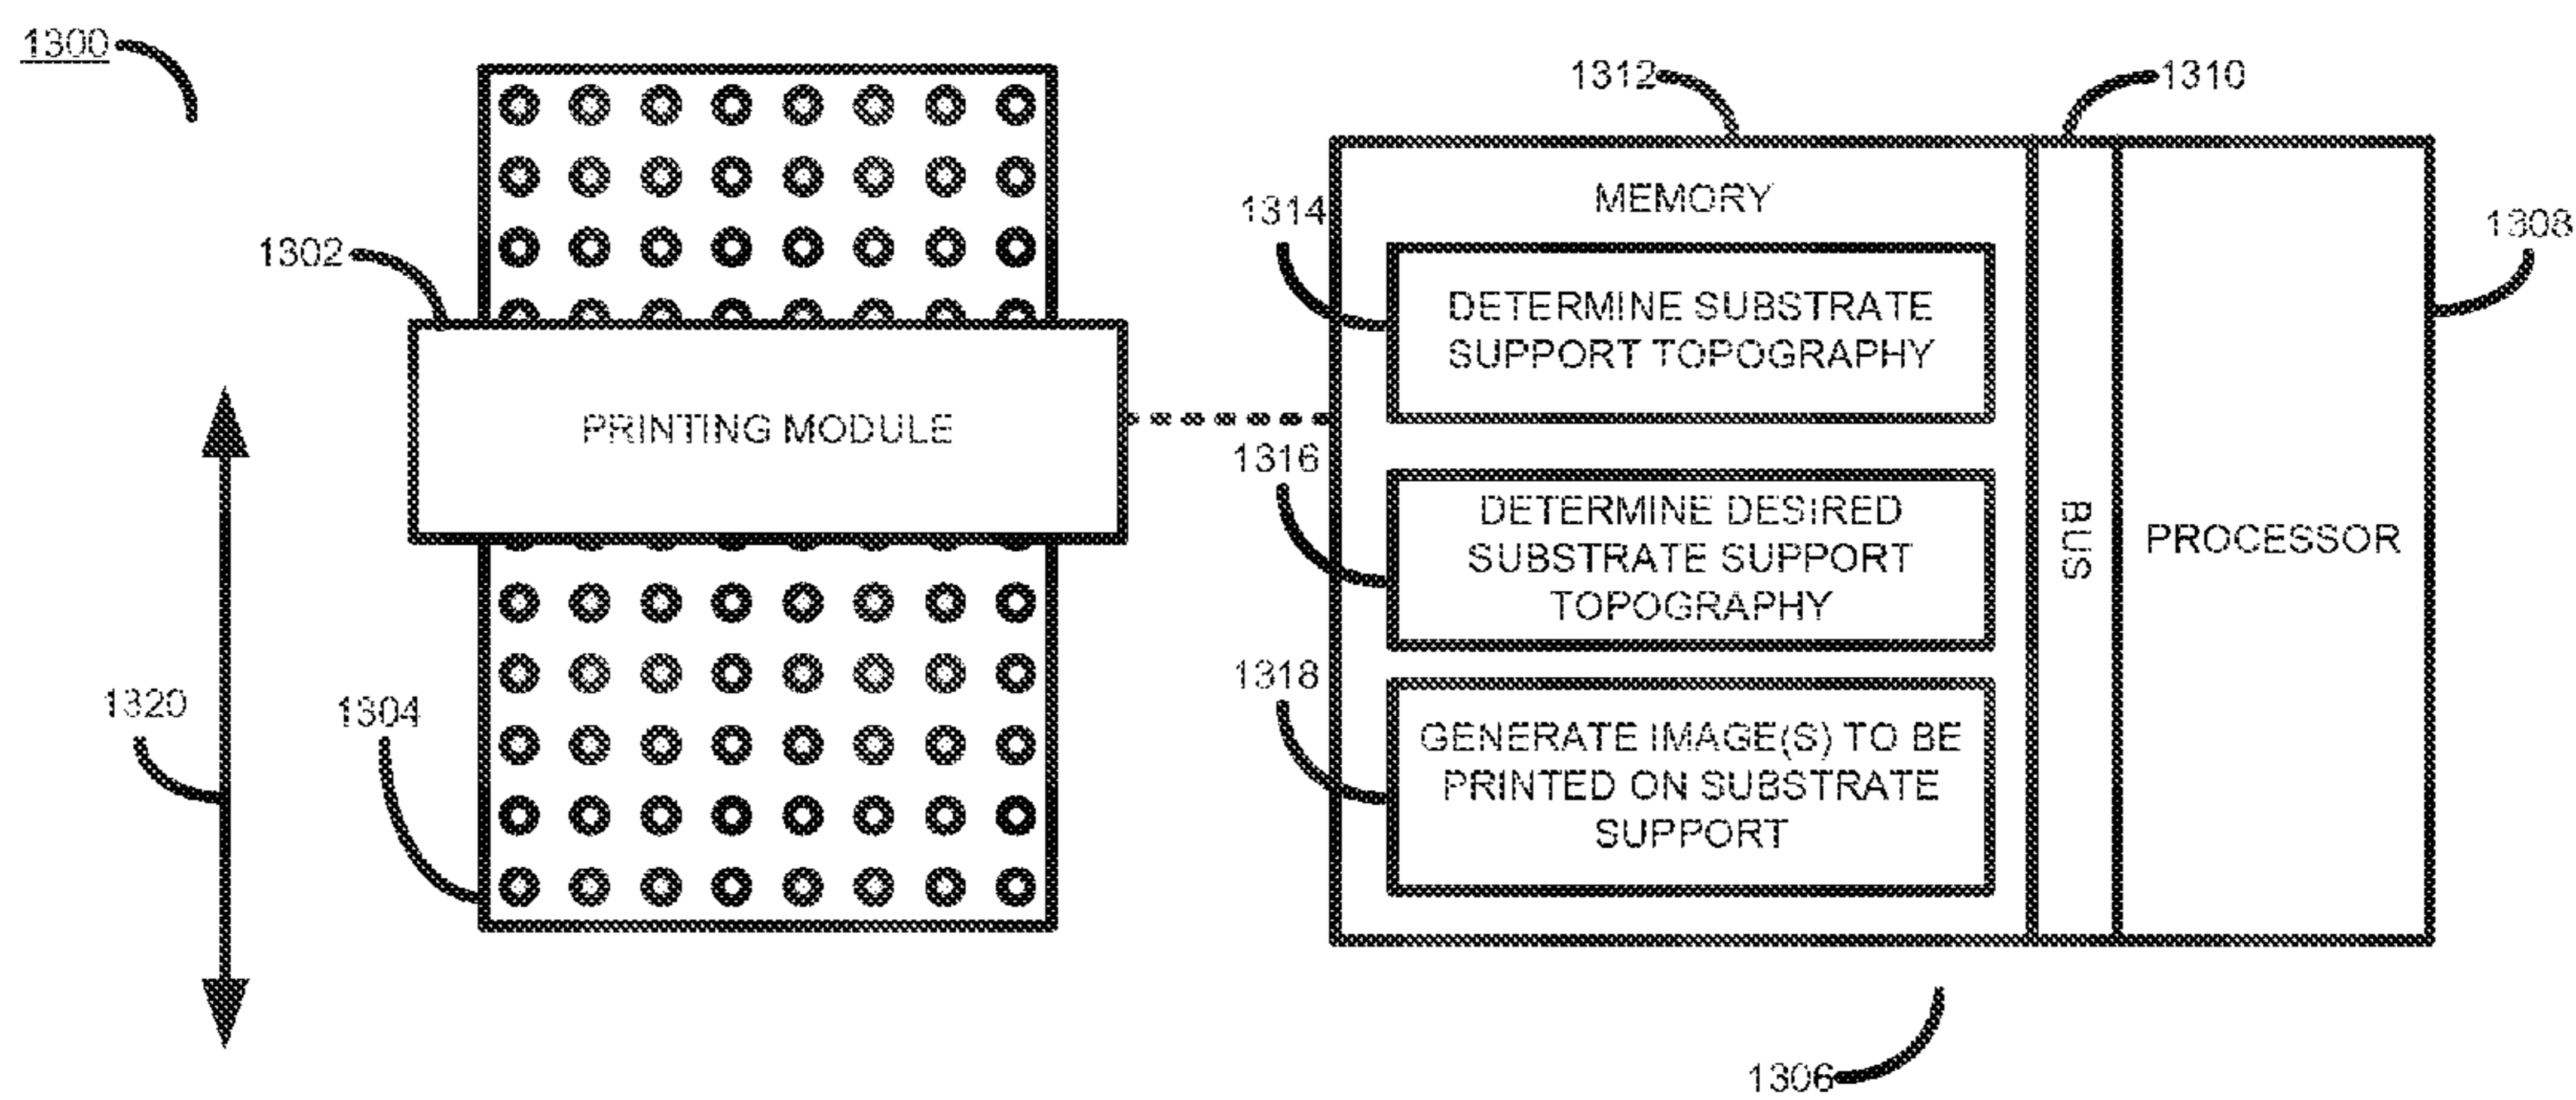 1300
1312
1310
MEMORY
1314
1308
1302
DETERMINE SUBSTRATE
SUPPORT TOPOGRAPHY
PRINTING MODULE
1316
DETERMINE DESIRED
SUBSTRATE SUPPORT
TOPOGRAPHY
BUS
PROCESSOR
1318
1320
1304
GENERATE IMAGE(S) TO BE
PRINTED ON SUBSTRATE
SUPPORT
1306